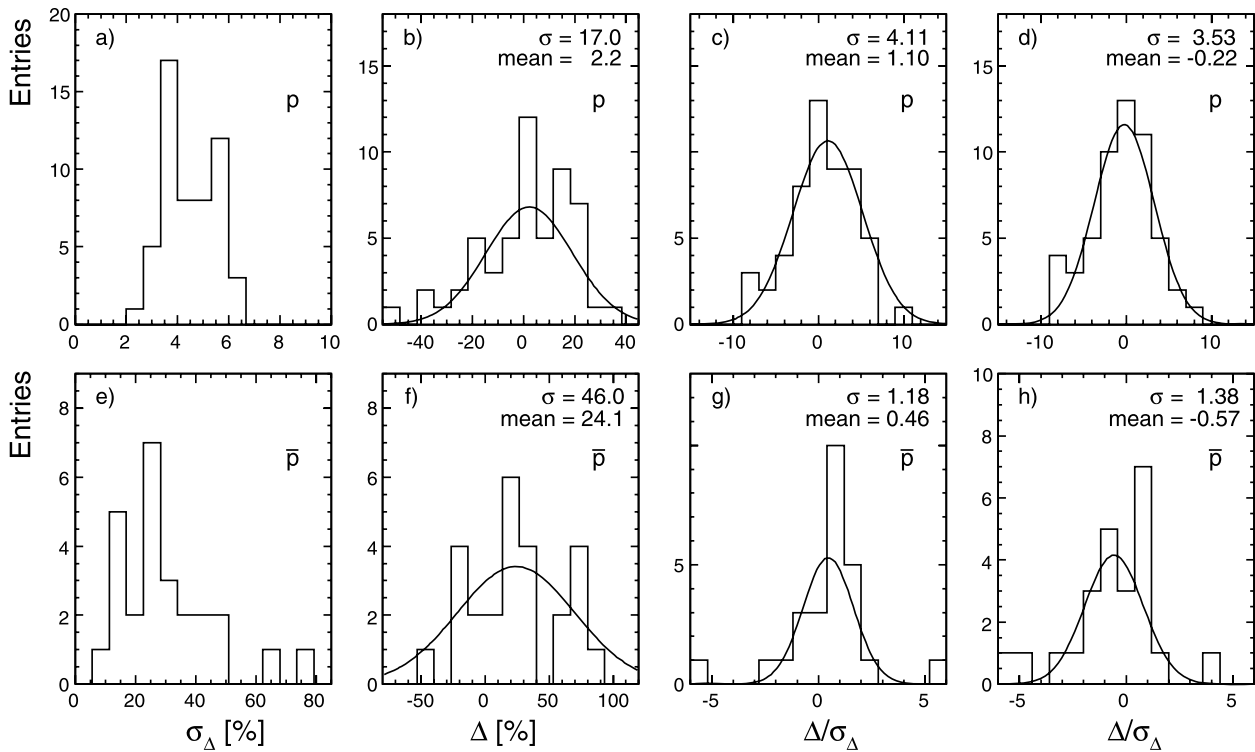 Entries
20
15
10
5
0
a)
p
0 2 4 6 8 10
15
10
5
0
b)
σ = 17.0
mean = 2.2
p
-40 -20 0 20 40
5
c)
σ = 4.11
mean = 1.10
p
-10 0 10
15
10
5
0
d)
σ = 3.53
mean = -0.22
p
-10 0 10
Entries
8
6
4
2
0
e)
p̅
0 20 40 60 80
σΔ [%]
8
6
4
2
0
f)
σ = 46.0
mean = 24.1
p̅
-50 0 50 100
Δ [%]
5
0
g)
σ = 1.18
mean = 0.46
p̅
-5 0 5
Δ/σΔ
10
8
6
4
2
0
h)
σ = 1.38
mean = -0.57
p̅
-5 0 5
Δ/σΔ